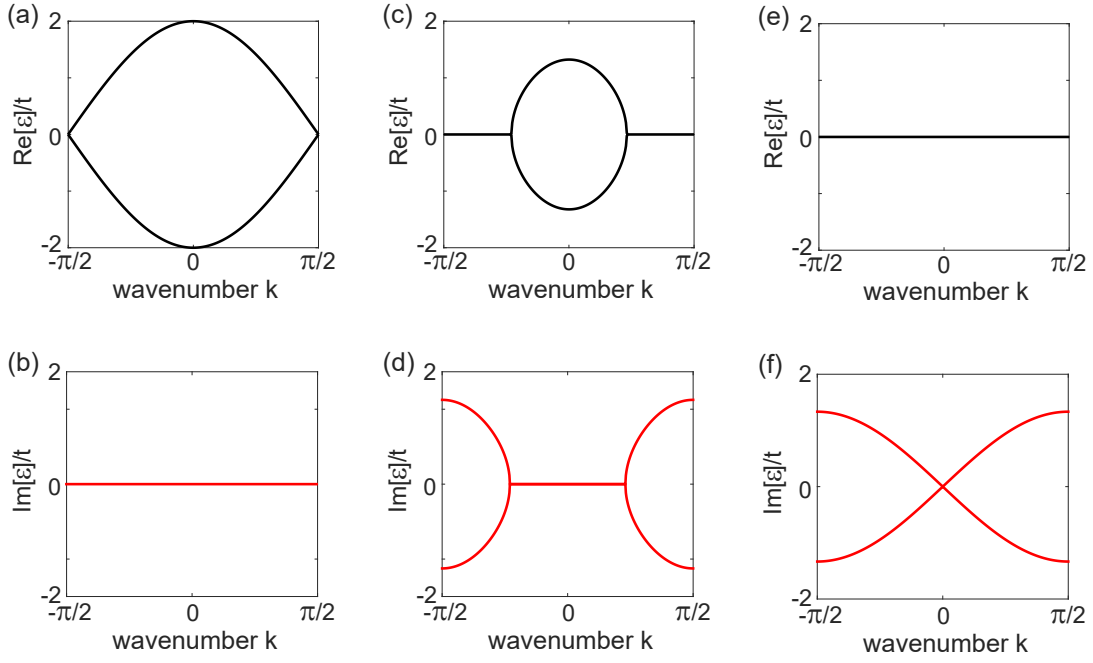 (a)
Re[ε]/t
2
0
-2
-π/2
0
π/2
wavenumber k
(c)
Re[ε]/t
2
0
-2
-π/2
0
π/2
wavenumber k
(e)
Re[ε]/t
2
0
-2
-π/2
0
π/2
wavenumber k
(b)
Im[ε]/t
2
0
-2
-π/2
0
π/2
wavenumber k
(d)
Im[ε]/t
2
0
-2
-π/2
0
π/2
wavenumber k
(f)
Im[ε]/t
2
0
-2
-π/2
0
π/2
wavenumber k